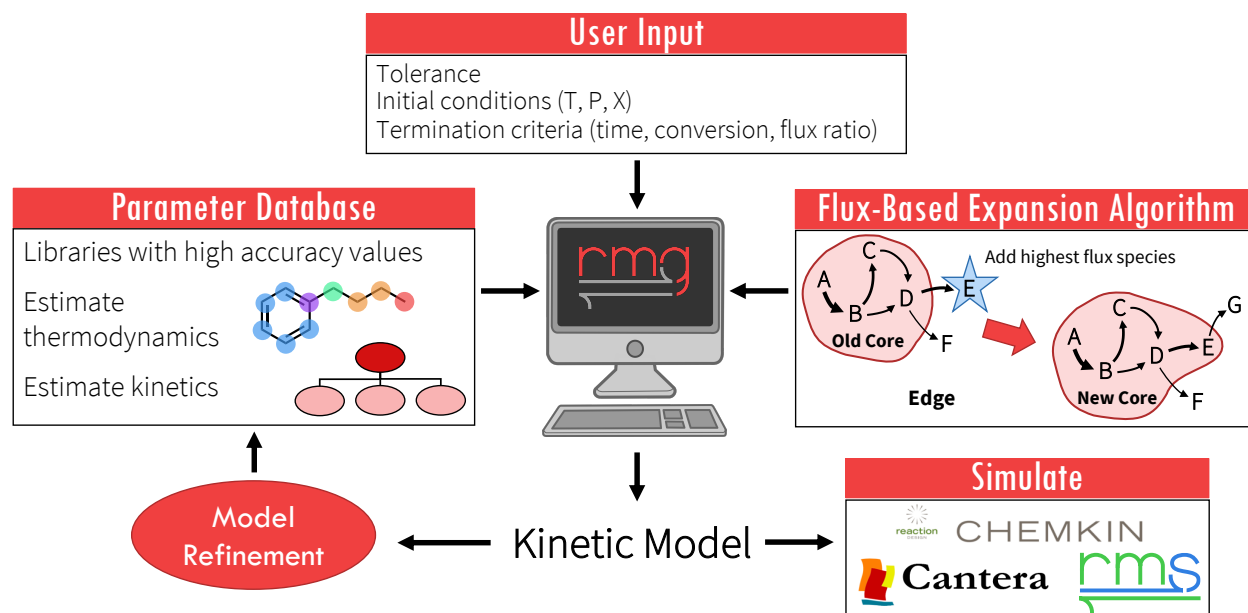 User Input
Tolerance
Initial conditions (T, P, X)
Termination criteria (time, conversion, flux ratio)
Parameter Database
Libraries with high accuracy values
Estimate
thermodynamics
Estimate kinetics
rmg
Flux-Based Expansion Algorithm
A
B
C
D
E
F
Old Core
Add highest flux species
Edge
A
B
C
D
E
F
G
New Core
Model
Refinement
Kinetic Model
Simulate
reaction
DESIGN
CHEMKIN
Cantera
rms